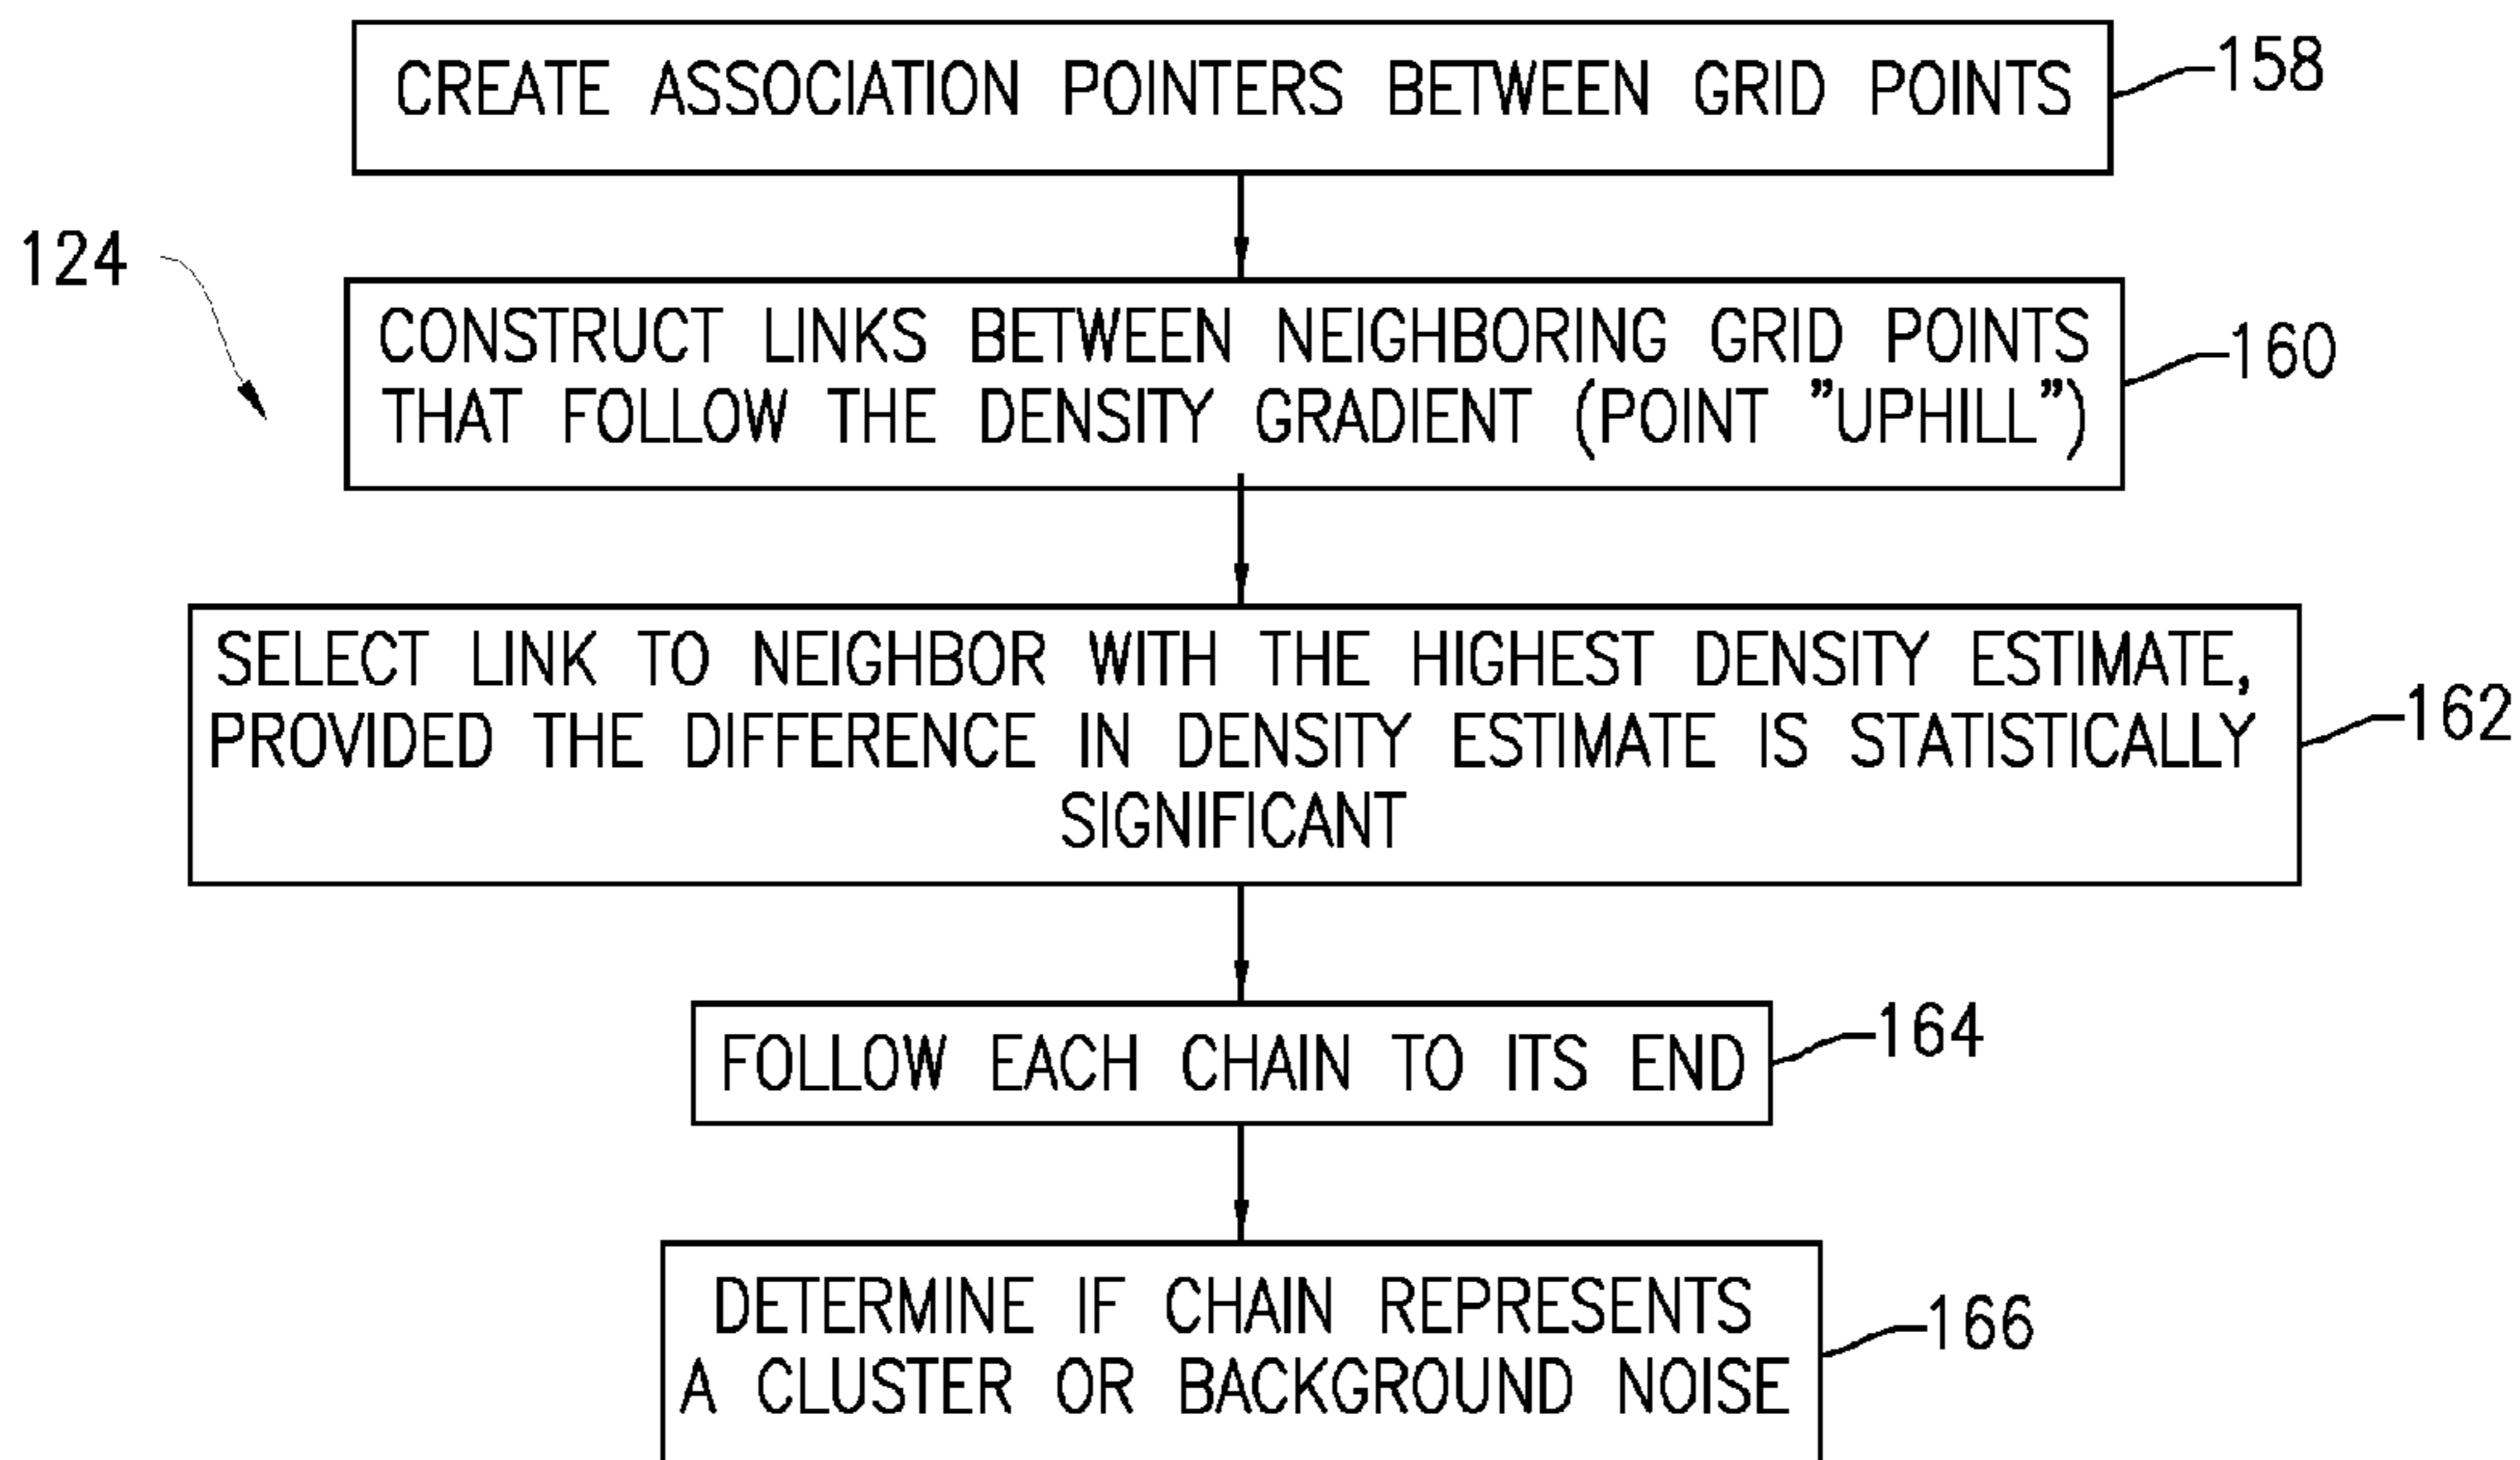 CREATE ASSOCIATION POINTERS BETWEEN GRID POINTS
158
124
CONSTRUCT LINKS BETWEEN NEIGHBORING GRID POINTS
THAT FOLLOW THE DENSITY GRADIENT (POINT ”UPHILL”)
160
SELECT LINK TO NEIGHBOR WITH THE HIGHEST DENSITY ESTIMATE,
PROVIDED THE DIFFERENCE IN DENSITY ESTIMATE IS STATISTICALLY
SIGNIFICANT
162
FOLLOW EACH CHAIN TO ITS END
164
DETERMINE IF CHAIN REPRESENTS
A CLUSTER OR BACKGROUND NOISE
166